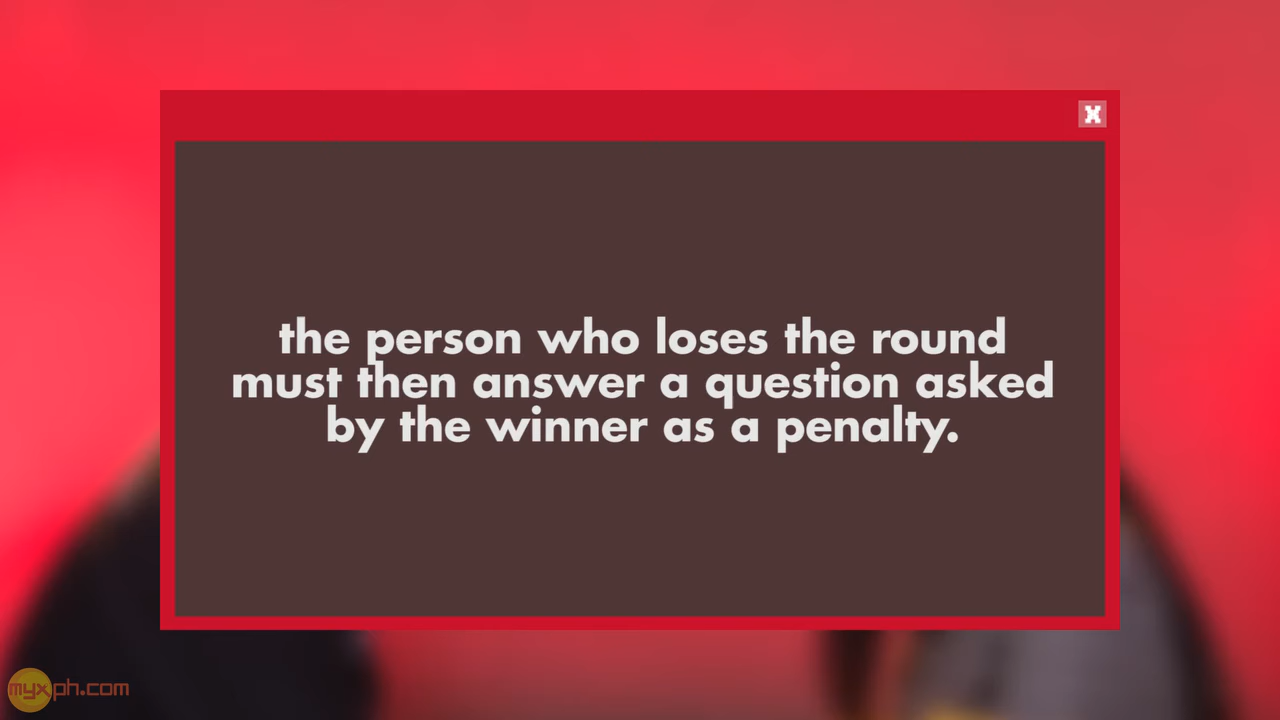 the person who loses the round
must then answer a question asked
by the winner as a penalty.
myxph.com